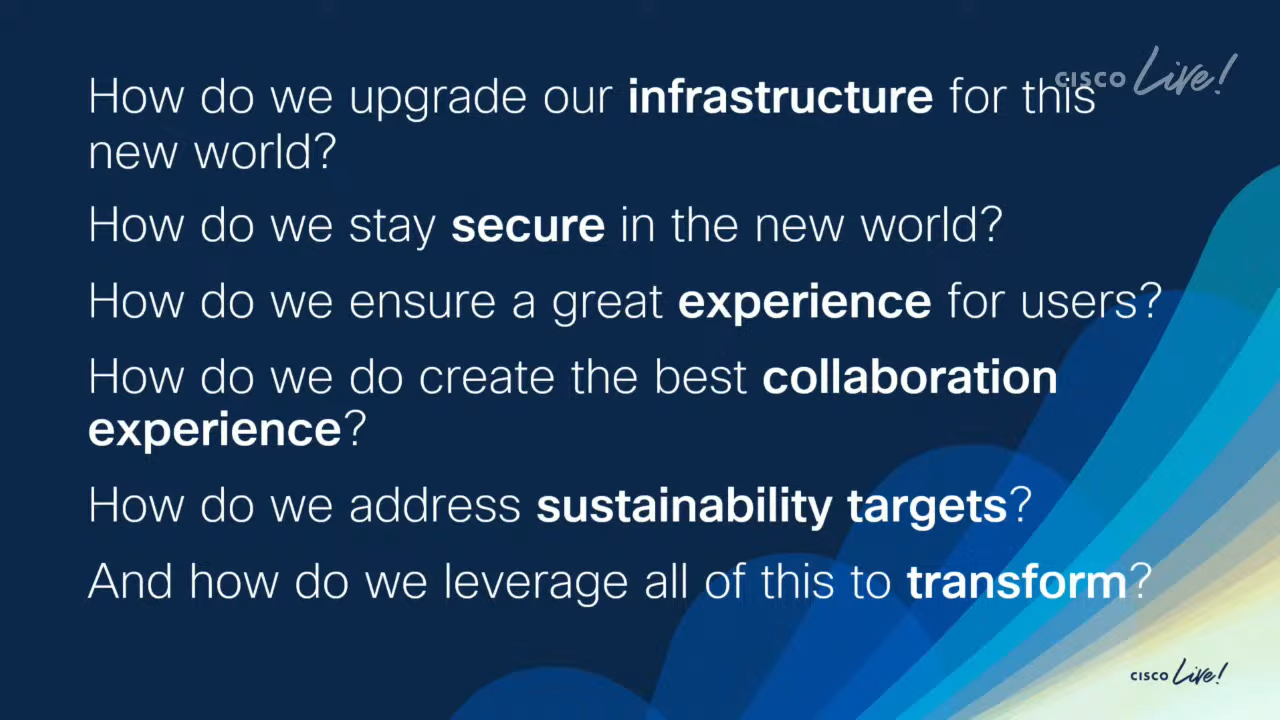 CISCO Live!
How do we upgrade our infrastructure for this
new world?
How do we stay secure in the new world?
How do we ensure a great experience for users?
How do we do create the best collaboration
experience?
How do we address sustainability targets?
And how do we leverage all of this to transform?
CISCO Live!